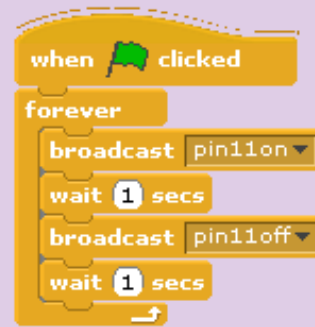 when clicked
forever
broadcast pin11on
wait 1 secs
broadcast pin11off
wait 1 secs